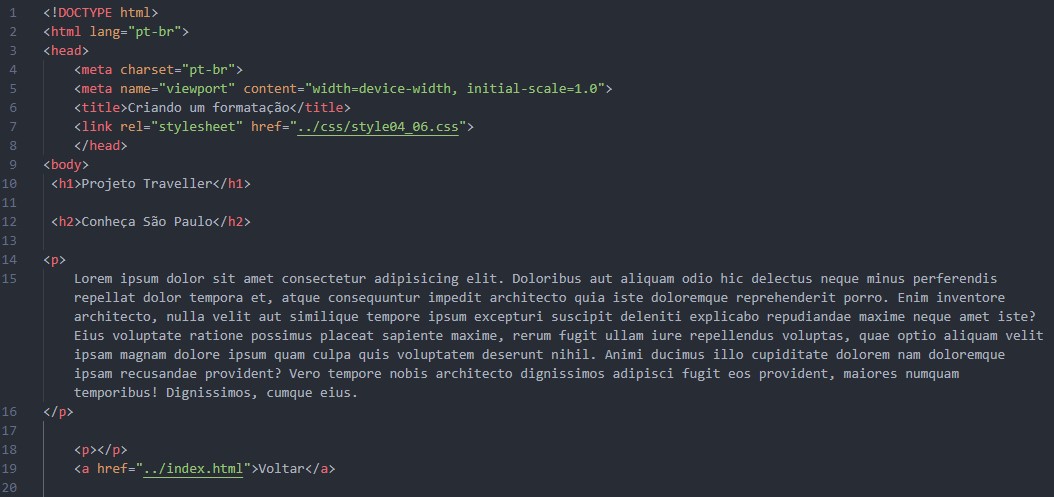 1 <!DOCTYPE html>
2 <html lang="pt-br">
3 <head>
4 <meta charset="pt-br">
5 <meta name="viewport" content="width=device-width, initial-scale=1.0">
6 <title>Criando um formatação</title>
7 <link rel="stylesheet" href="../css/style04_06.css">
8 </head>
9 <body>
10 <h1>Projeto Traveller</h1>
11
12 <h2>Conheça São Paulo</h2>
13
14 <p>
15 Lorem ipsum dolor sit amet consectetur adipisicing elit. Doloribus aut aliquam odio hic delectus neque minus perferendis
repellat dolor tempora et, atque consequuntur impedit architecto quia iste doloremque reprehenderit porro. Enim inventore
architecto, nulla velit aut similique tempore ipsum excepturi suscipit deleniti explicabo repudiandae maxime neque amet iste?
Eius voluptate ratione possimus placeat sapiente maxime, rerum fugit ullam iure repellendus voluptas, quae optio aliquam velit
ipsam magnam dolore ipsum quam culpa quis voluptatem deserunt nihil. Animi ducimus illo cupiditate dolorem nam doloremque
ipsam recusandae provident? Vero tempore nobis architecto dignissimos adipisci fugit eos provident, maiores numquam
temporibus! Dignissimos, cumque eius.
16 </p>
17
18 <p></p>
19 <a href="../index.html">Voltar</a>
20